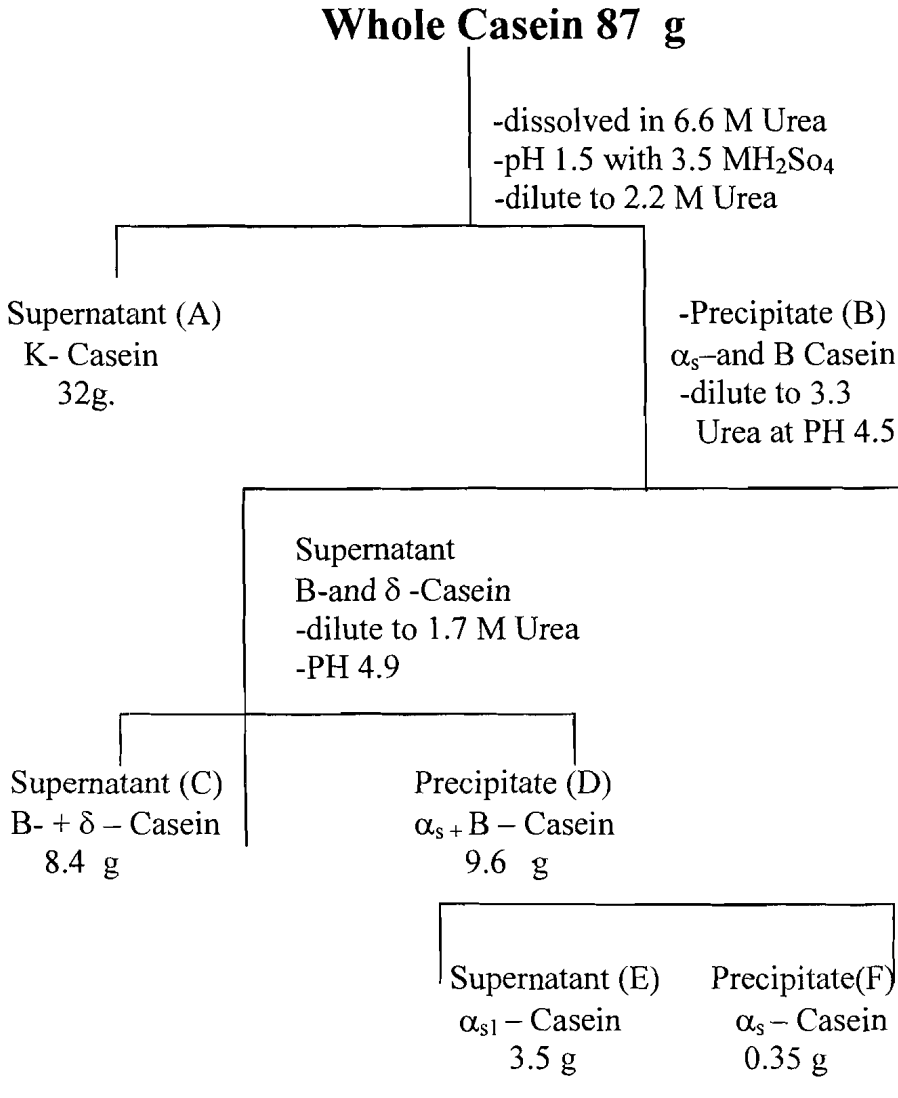 Whole Casein 87 g
-dissolved in 6.6 M Urea
-pH 1.5 with 3.5 MH₂So₄
-dilute to 2.2 M Urea
Supernatant (A)
K- Casein
32g.
-Precipitate (B)
αₛ–and B Casein
-dilute to 3.3
Urea at PH 4.5
Supernatant
B-and δ -Casein
-dilute to 1.7 M Urea
-PH 4.9
Supernatant (C)
B- + δ – Casein
8.4 g
Precipitate (D)
αₛ + B – Casein
9.6 g
Supernatant (E)
αₛ₁ – Casein
3.5 g
Precipitate(F)
αₛ – Casein
0.35 g